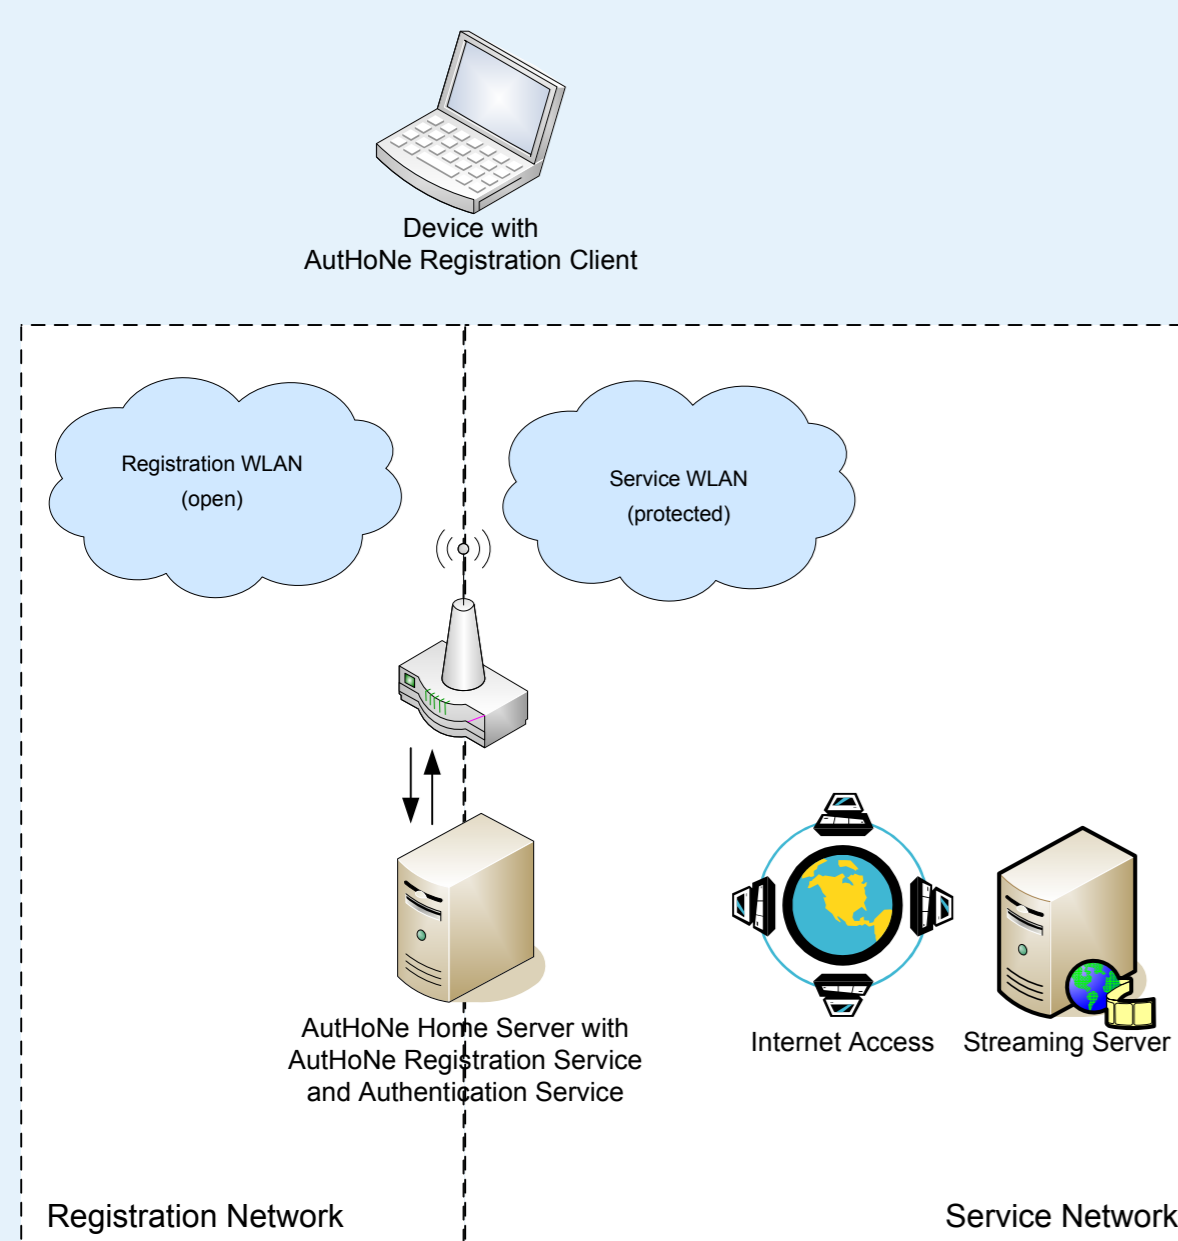 Device with
AutHoNe Registration Client
Registration WLAN
(open)
Service WLAN
(protected)
AutHoNe Home Server with
AutHoNe Registration Service
and Authentication Service
Internet Access
Streaming Server
Registration Network
Service Network